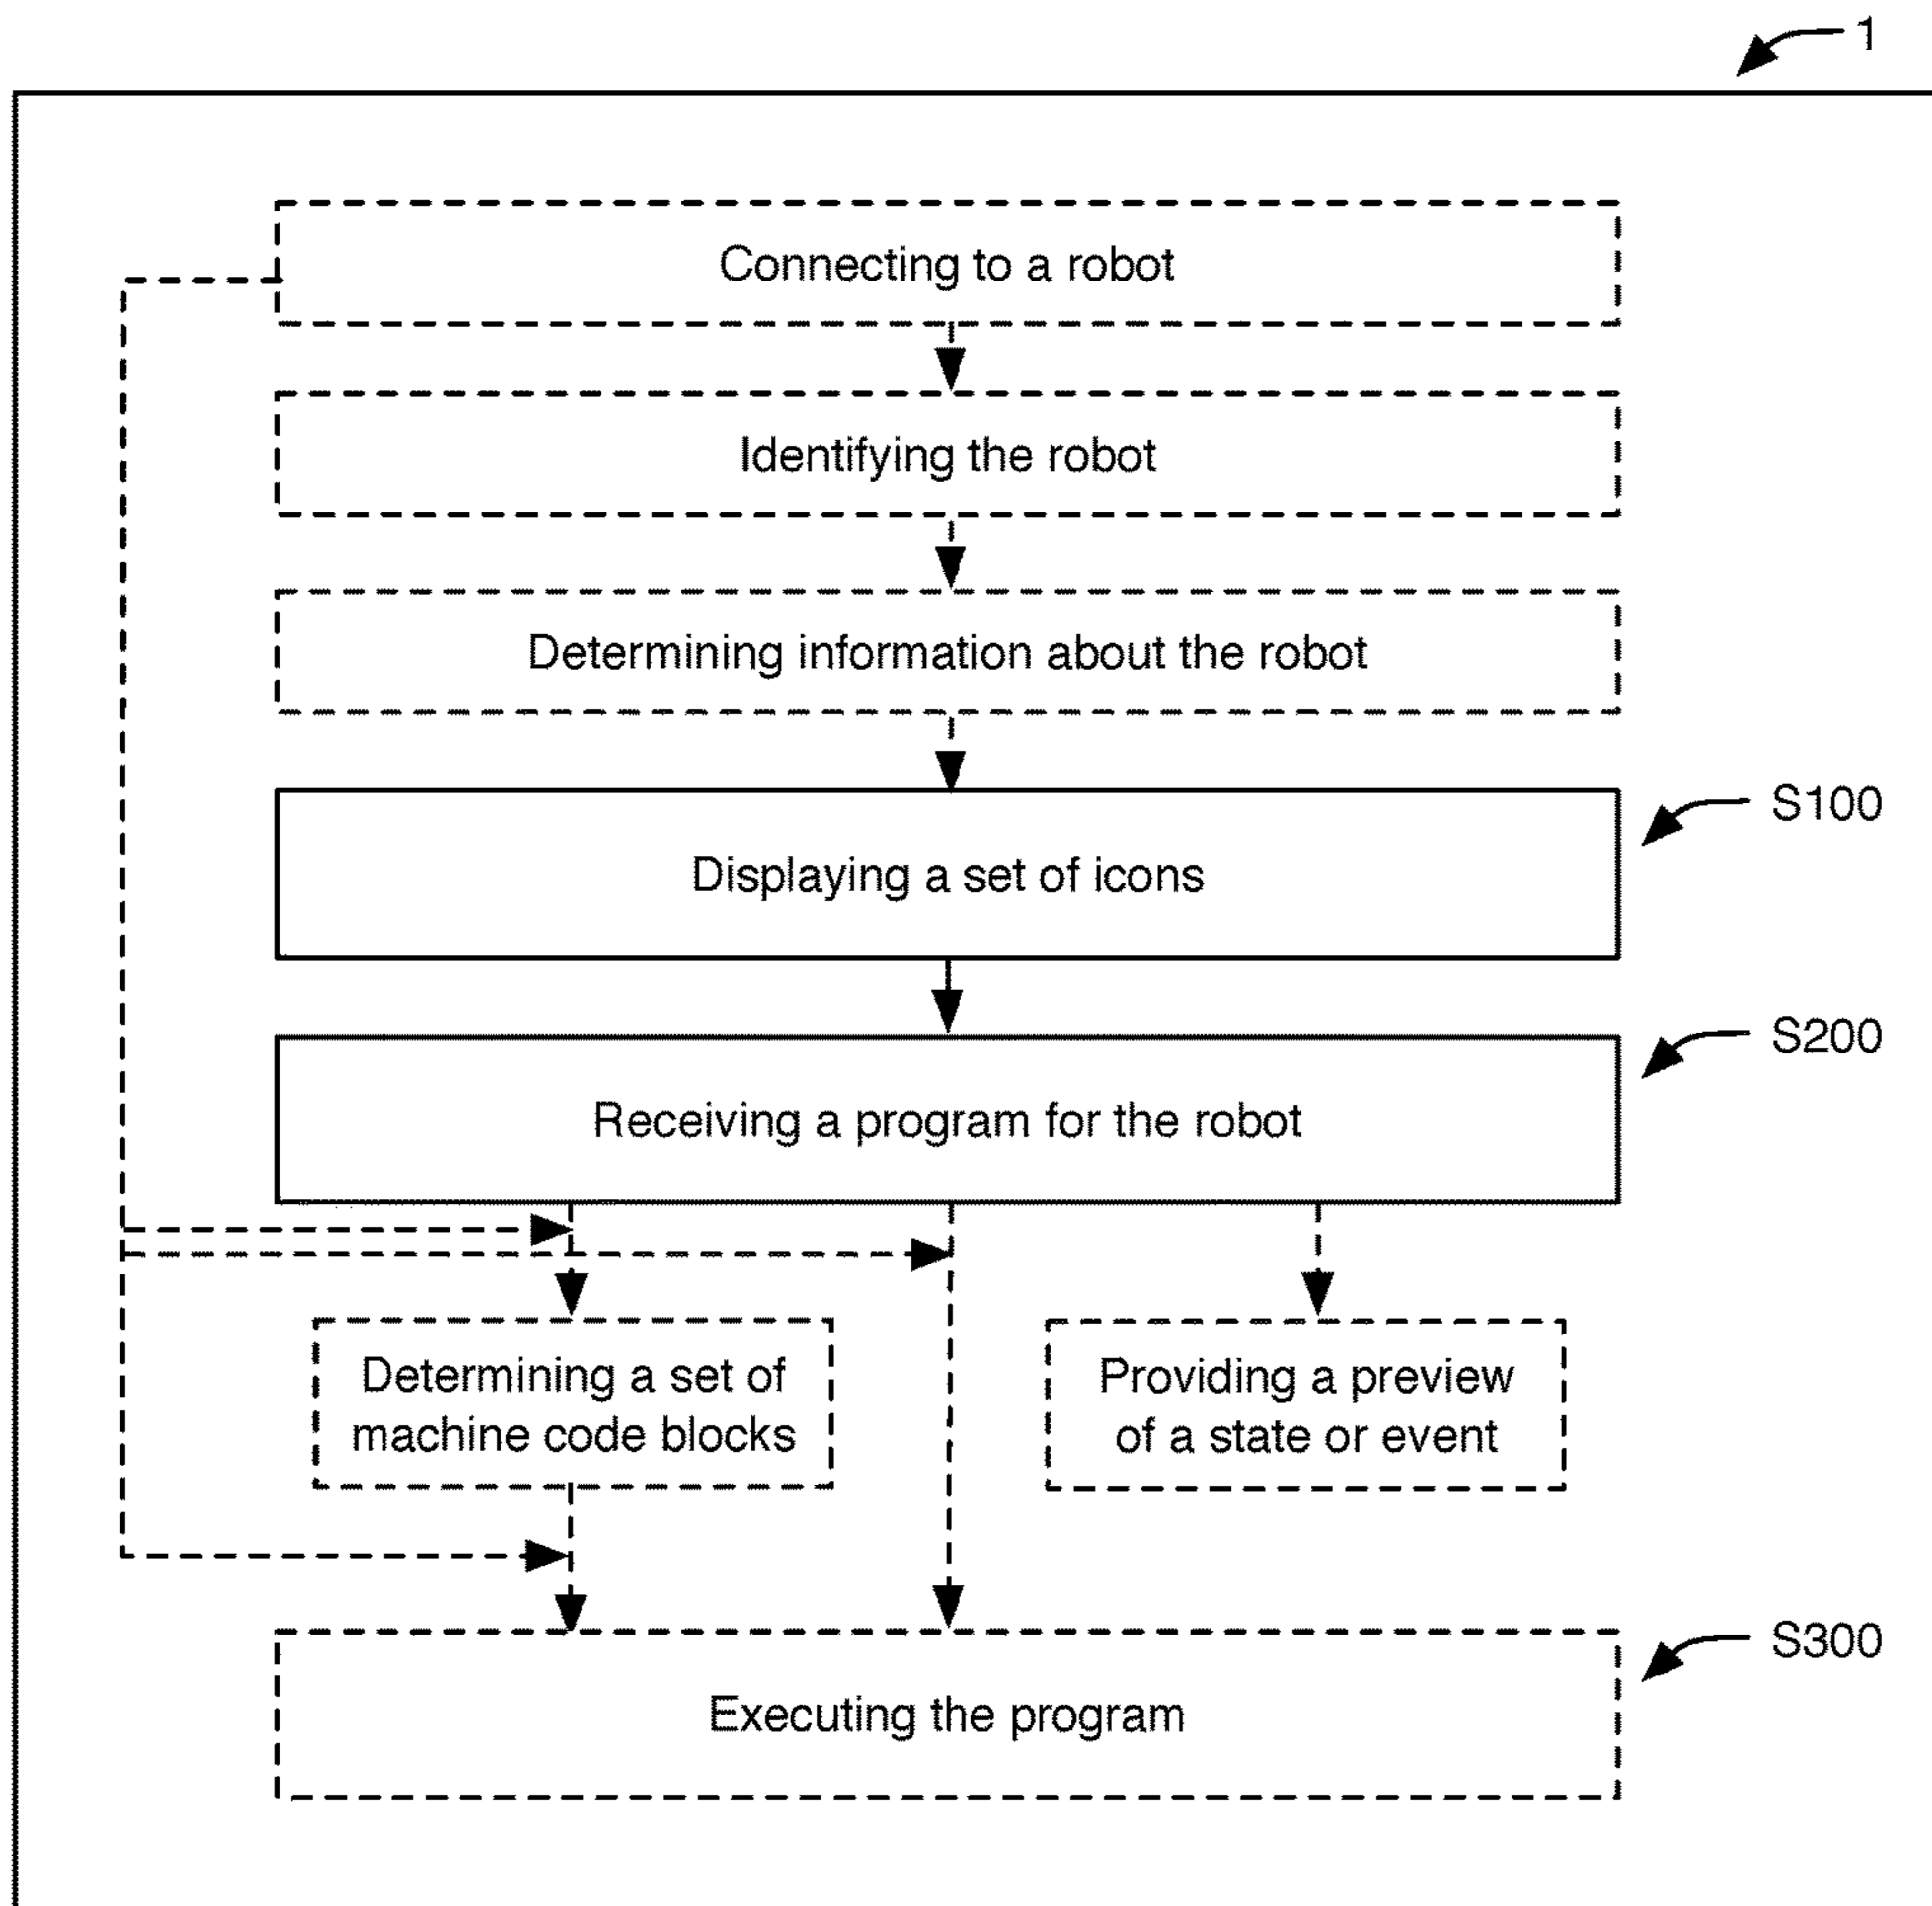 1
Connecting to a robot
Identifying the robot
Determining information about the robot
S100
Displaying a set of icons
S200
Receiving a program for the robot
Determining a set of
machine code blocks
Providing a preview
of a state or event
S300
Executing the program